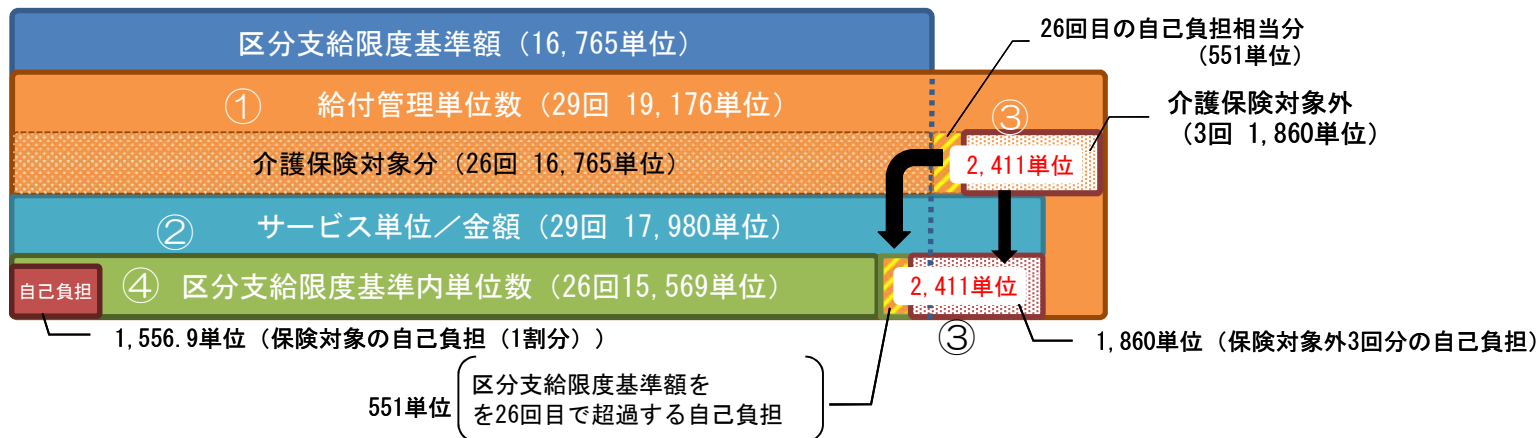 区分支給限度基準額（16,765単位）
26回目の自己負担相当分
（551単位）
① 給付管理単位数（29回 19,176単位）
③
介護保険対象外
（3回 1,860単位）
介護保険対象分（26回 16,765単位）
2,411単位
② サービス単位／金額（29回 17,980単位）
自己負担
④ 区分支給限度基準内単位数（26回15,569単位）
2,411単位
1,556.9単位（保険対象の自己負担（1割分））
③
1,860単位（保険対象外3回分の自己負担）
551単位
区分支給限度基準額を
を26回目で超過する自己負担